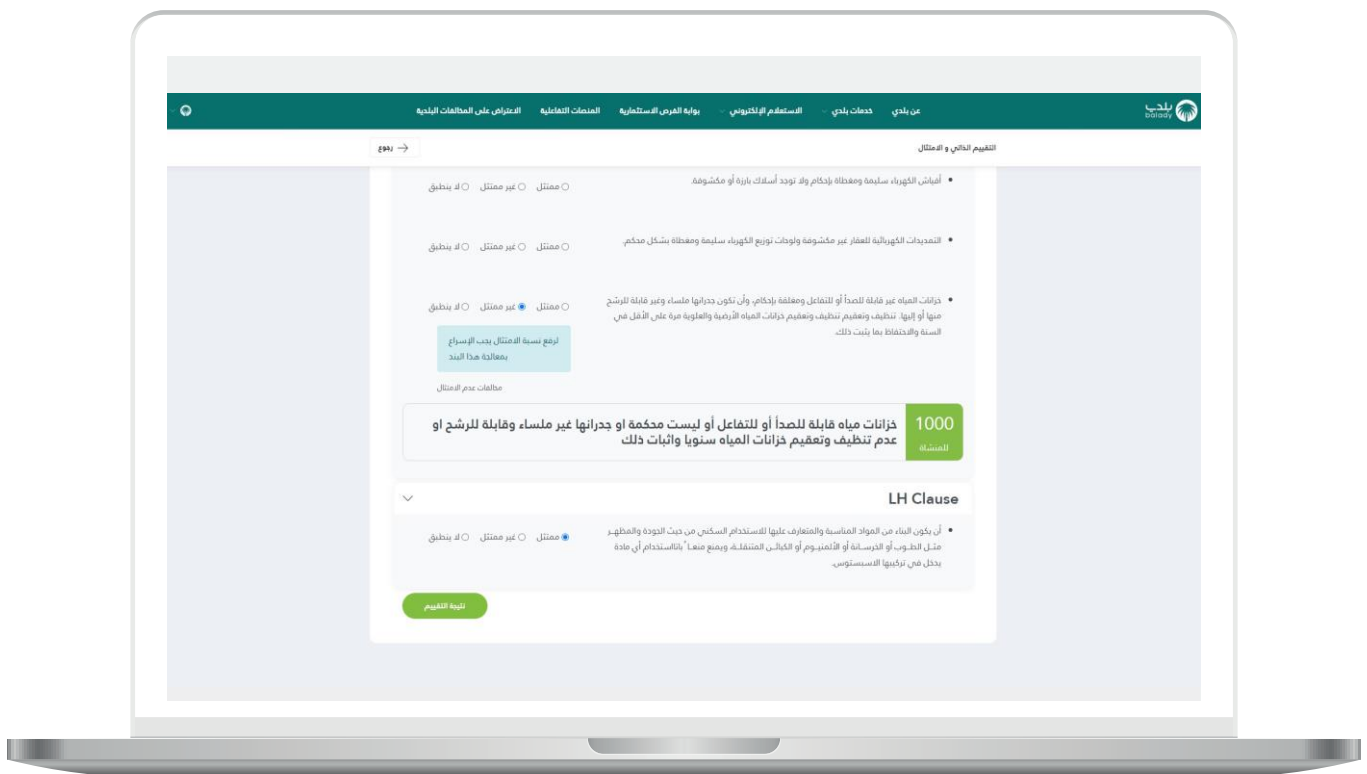 بلدي
balady
عن بلدي
خدمات بلدي
الاستعلام الإلكتروني
بوابة الفرص الاستثمارية
المنصات التفاعلية
الاعتراض على المخالفات البلدية
التقييم الذاتي و الامتثال
رجوع
أفياش الكهرباء سليمة ومغطاة بإحكام ولا توجد أسلاك بارزة أو مكشوفة.
ممتثل غير ممتثل لا ينطبق
التمديدات الكهربائية للعقار غير مكشوفة ولوحات توزيع الكهرباء سليمة ومغطاة بشكل محكم.
ممتثل غير ممتثل لا ينطبق
خزانات المياه غير قابلة للصدأ أو للتفاعل ومغلقة بإحكام، وأن تكون جدرانها ملساء وغير قابلة للرشح
منها أو إليها. تنظيف وتعقيم تنظيف وتعقيم خزانات المياه الأرضية والعلوية مرة على الأقل في
السنة والاحتفاظ بما يثبت ذلك.
ممتثل غير ممتثل لا ينطبق
لرفع نسبة الامتثال يجب الإسراع
بمعالجة هذا البند
مخالفات عدم الامتثال
1000
للمنشاة
خزانات مياه قابلة للصدأ أو للتفاعل أو ليست محكمة او جدرانها غير ملساء وقابلة للرشح او
عدم تنظيف وتعقيم خزانات المياه سنويا واثبات ذلك
LH Clause
أن يكون البناء من المواد المناسبة والمتعارف عليها للاستخدام السكني من حيث الجودة والمظهر
مثل الطوب أو الخرسانة أو الألمنيوم أو الكبائن المتنقلة، ويمنع منعاً باتااستخدام أي مادة
يدخل في تركيبها الاسبستوس.
ممتثل غير ممتثل لا ينطبق
نتيجة التقييم